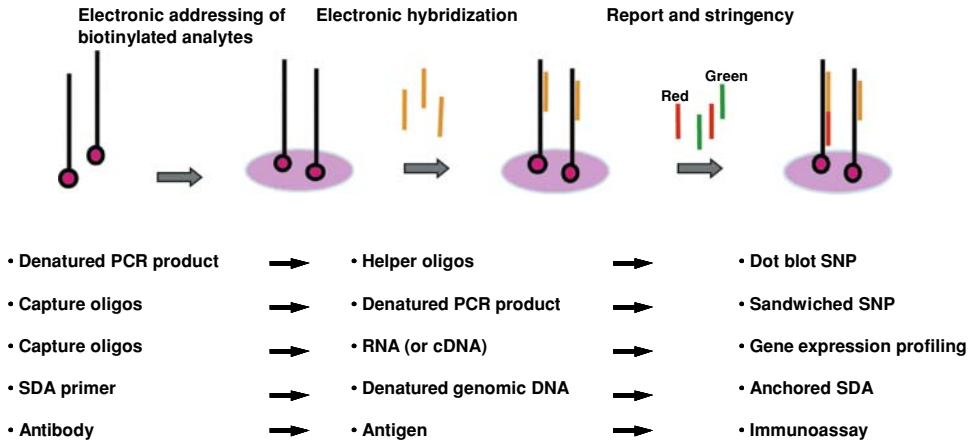 Electronic addressing of
biotinylated analytes
Electronic hybridization
Report and stringency
Red
Green
• Denatured PCR product
• Helper oligos
• Dot blot SNP
• Capture oligos
• Denatured PCR product
• Sandwiched SNP
• Capture oligos
• RNA (or cDNA)
• Gene expression profiling
• SDA primer
• Denatured genomic DNA
• Anchored SDA
• Antibody
• Antigen
• Immunoassay